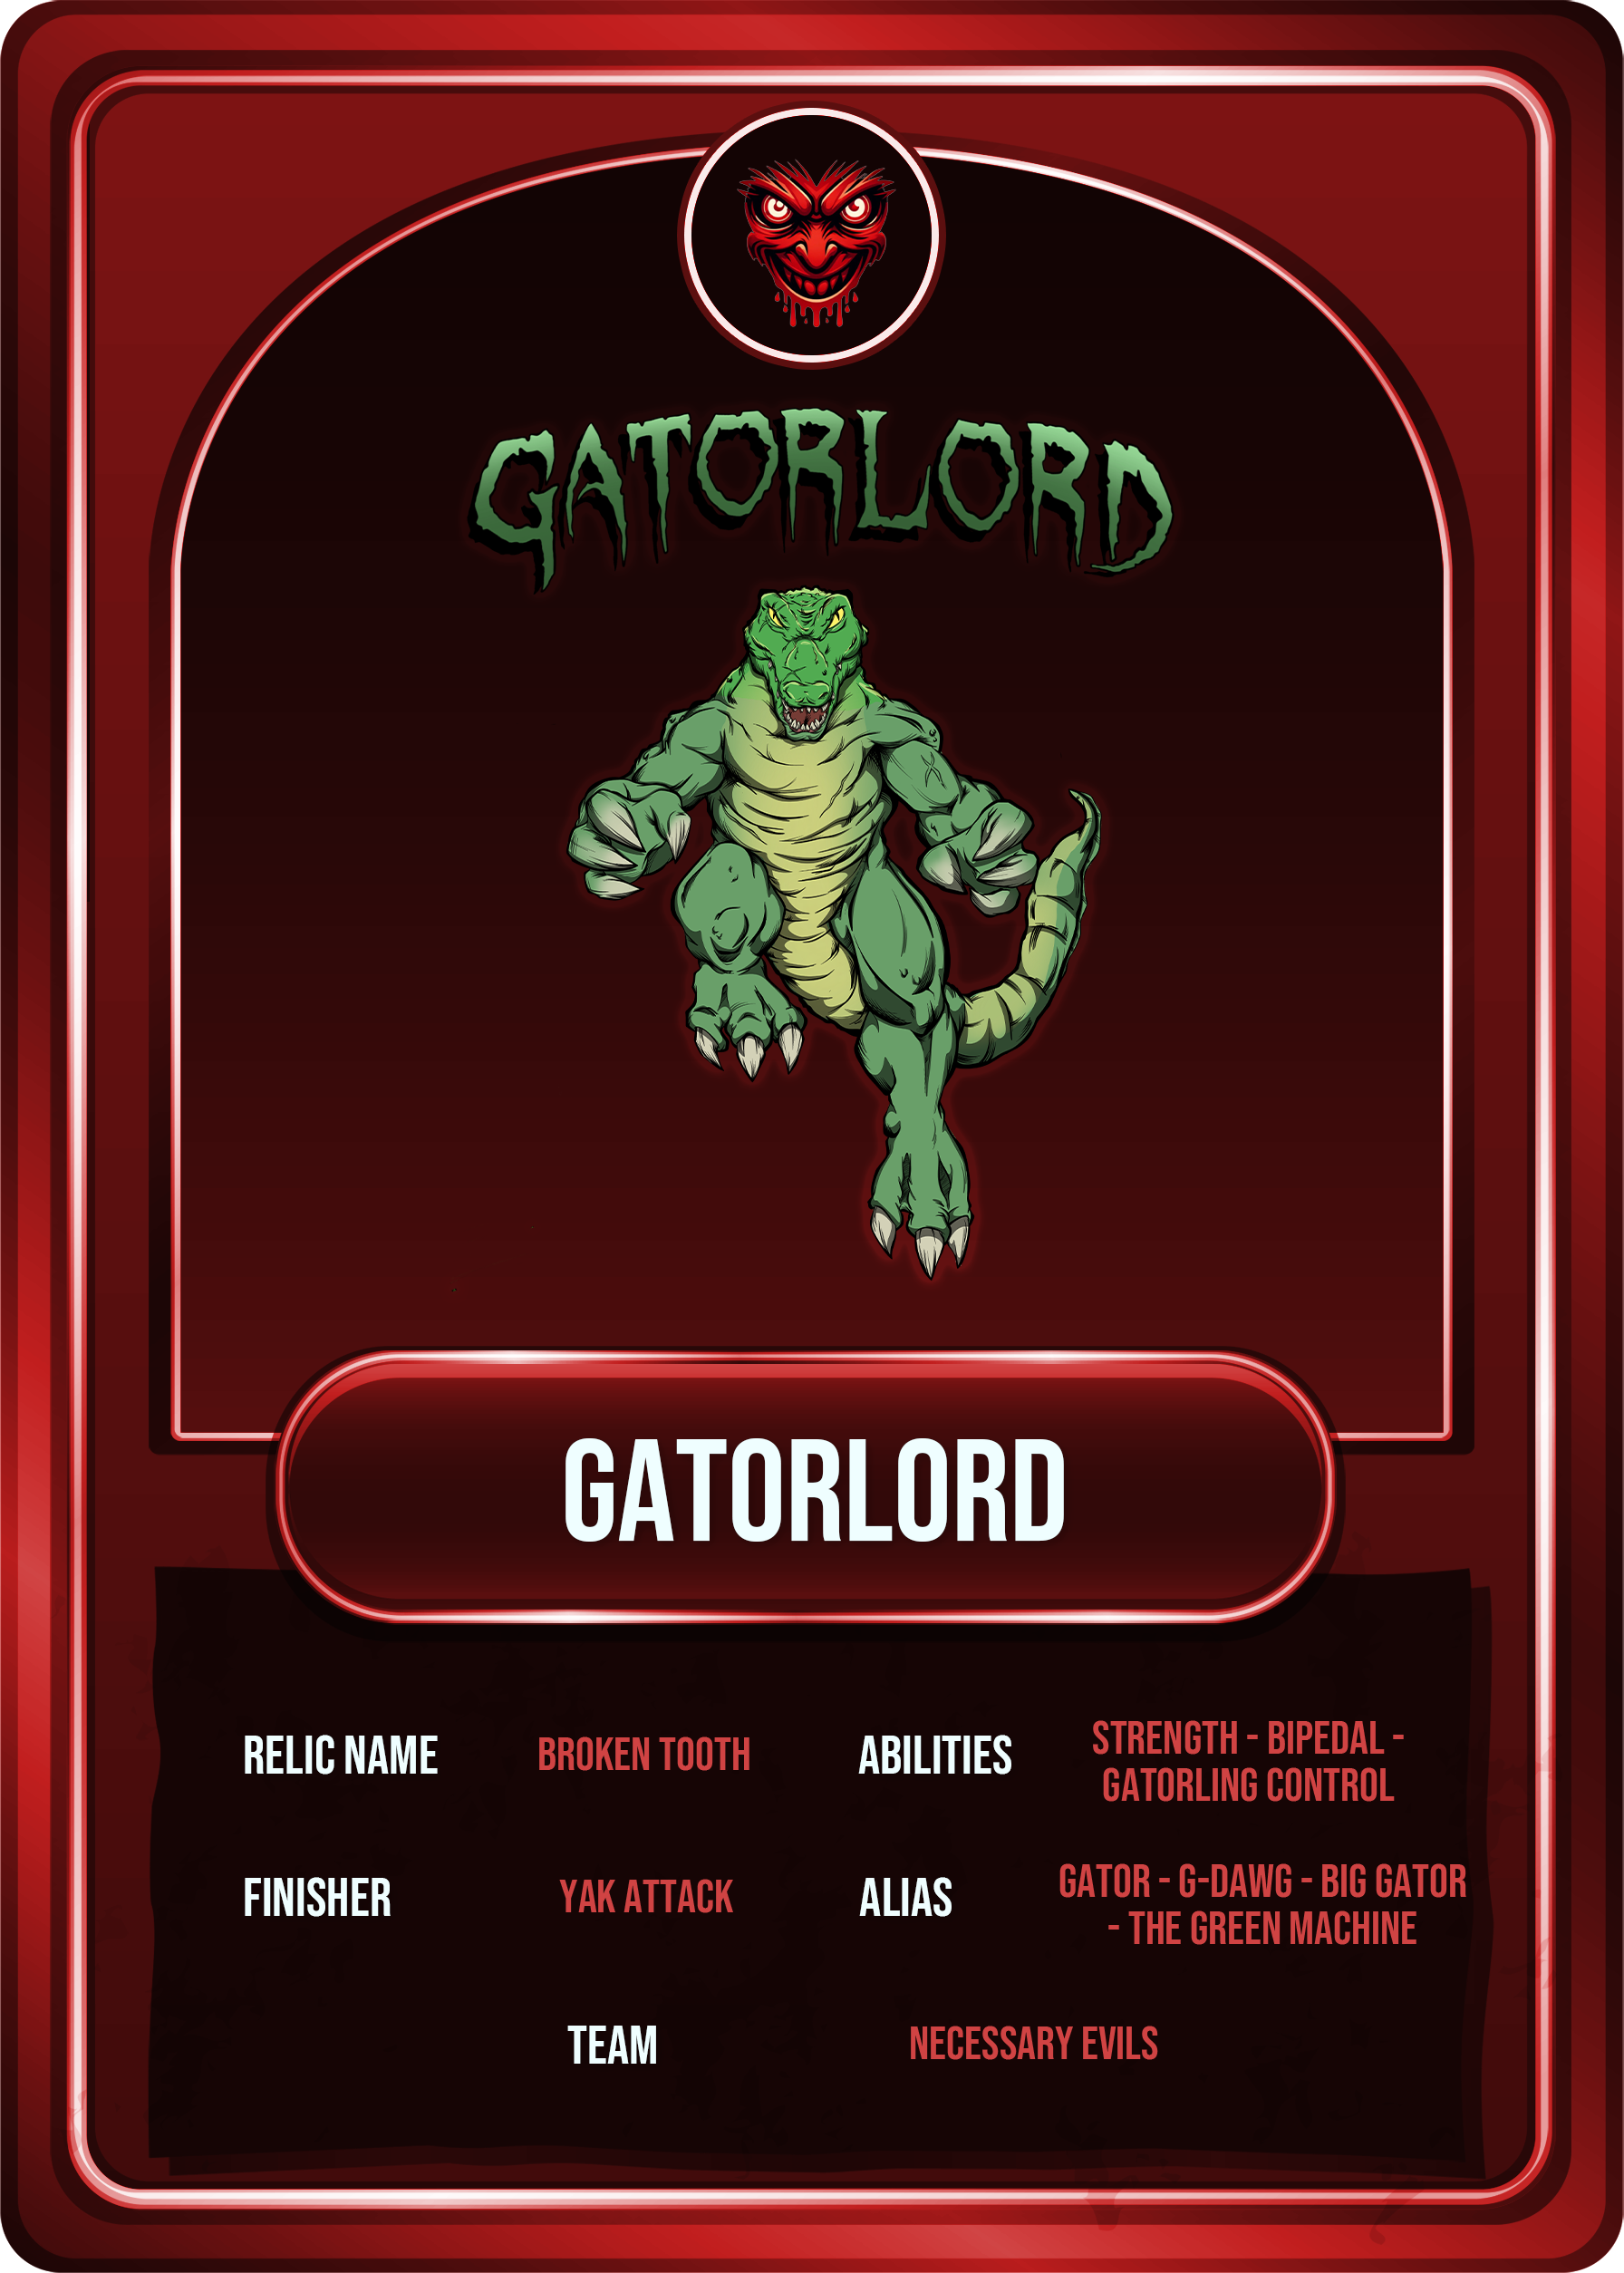 GATORLORD
GATORLORD
RELIC NAME
BROKEN TOOTH
ABILITIES
STRENGTH - BIPEDAL -
GATORLING CONTROL
FINISHER
YAK ATTACK
ALIAS
GATOR - G-DAWG - BIG GATOR
- THE GREEN MACHINE
TEAM
NECESSARY EVILS